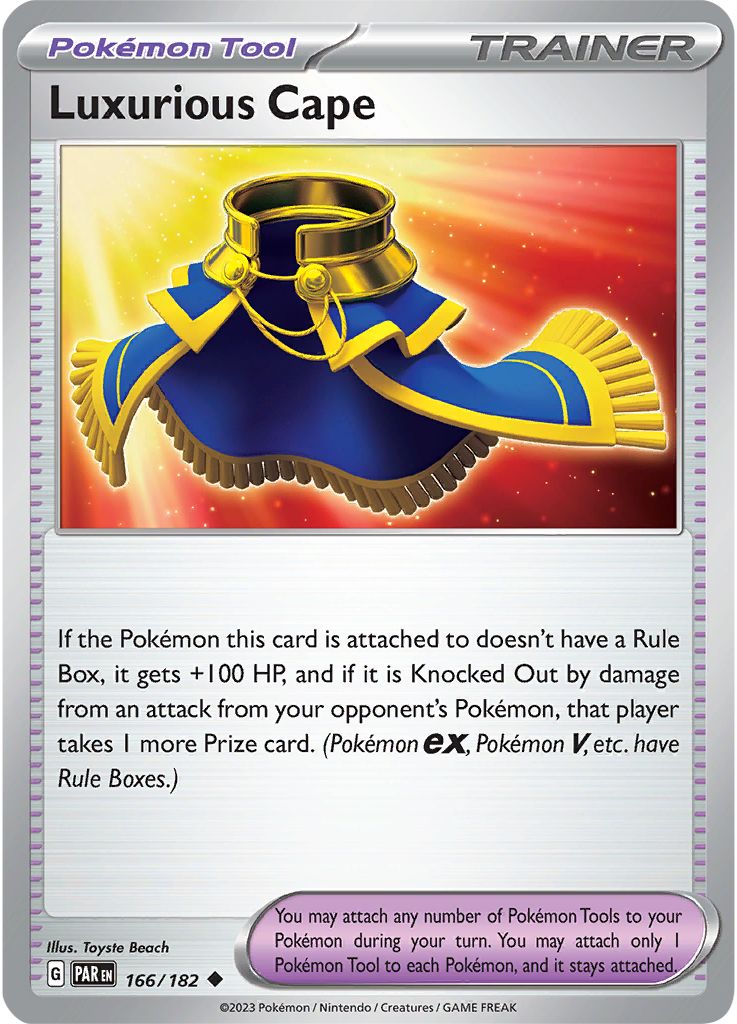 Pokémon Tool
TRAINER
Luxurious Cape
If the Pokémon this card is attached to doesn't have a Rule
Box, it gets +100 HP, and if it is Knocked Out by damage
from an attack from your opponent's Pokémon, that player
takes 1 more Prize card. (Pokémon ex, Pokémon V, etc. have
Rule Boxes.)
You may attach any number of Pokémon Tools to your
Pokémon during your turn. You may attach only 1
Pokémon Tool to each Pokémon, and it stays attached.
Illus. Toyste Beach
G PAR EN 166/182 ◆
©2023 Pokémon / Nintendo / Creatures / GAME FREAK